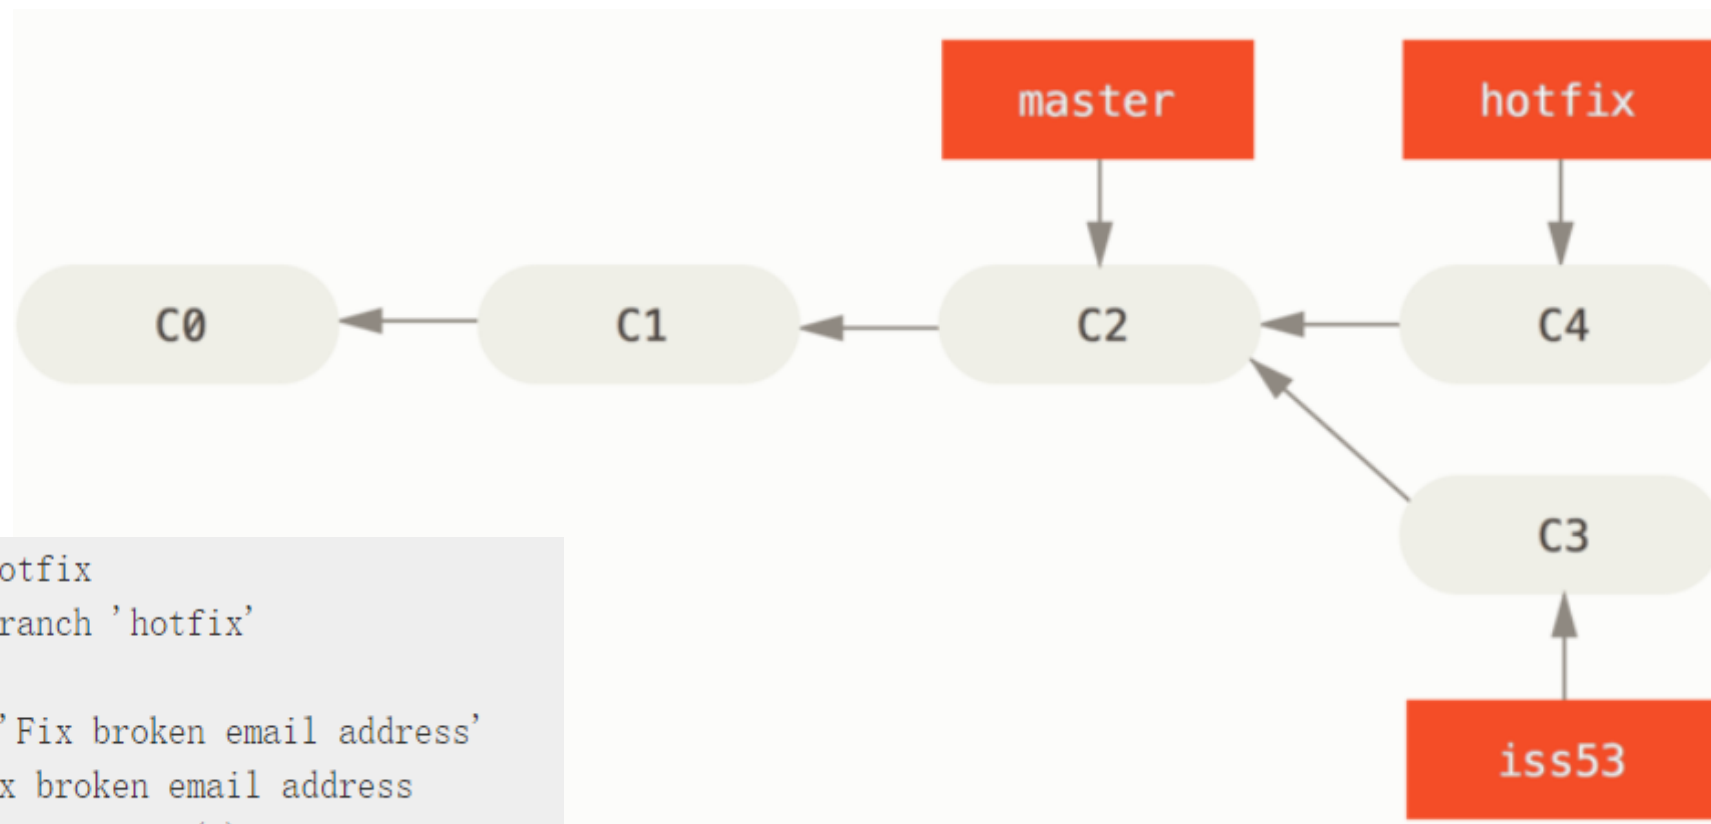 master
hotfix
C0
C1
C2
C4
C3
otfix
ranch 'hotfix'
'Fix broken email address'
x broken email address
iss53